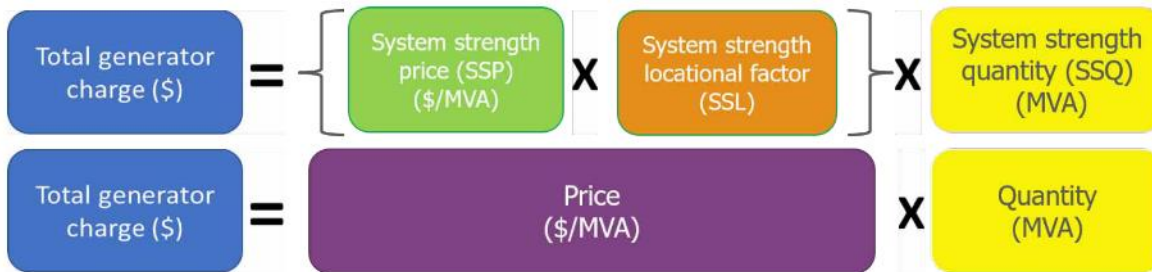 Total generator
charge ($)
=
{
System strength
price (SSP)
($/MVA)
X
System strength
locational factor
(SSL)
}
X
System strength
quantity (SSQ)
(MVA)
Total generator
charge ($)
=
Price
($/MVA)
X
Quantity
(MVA)